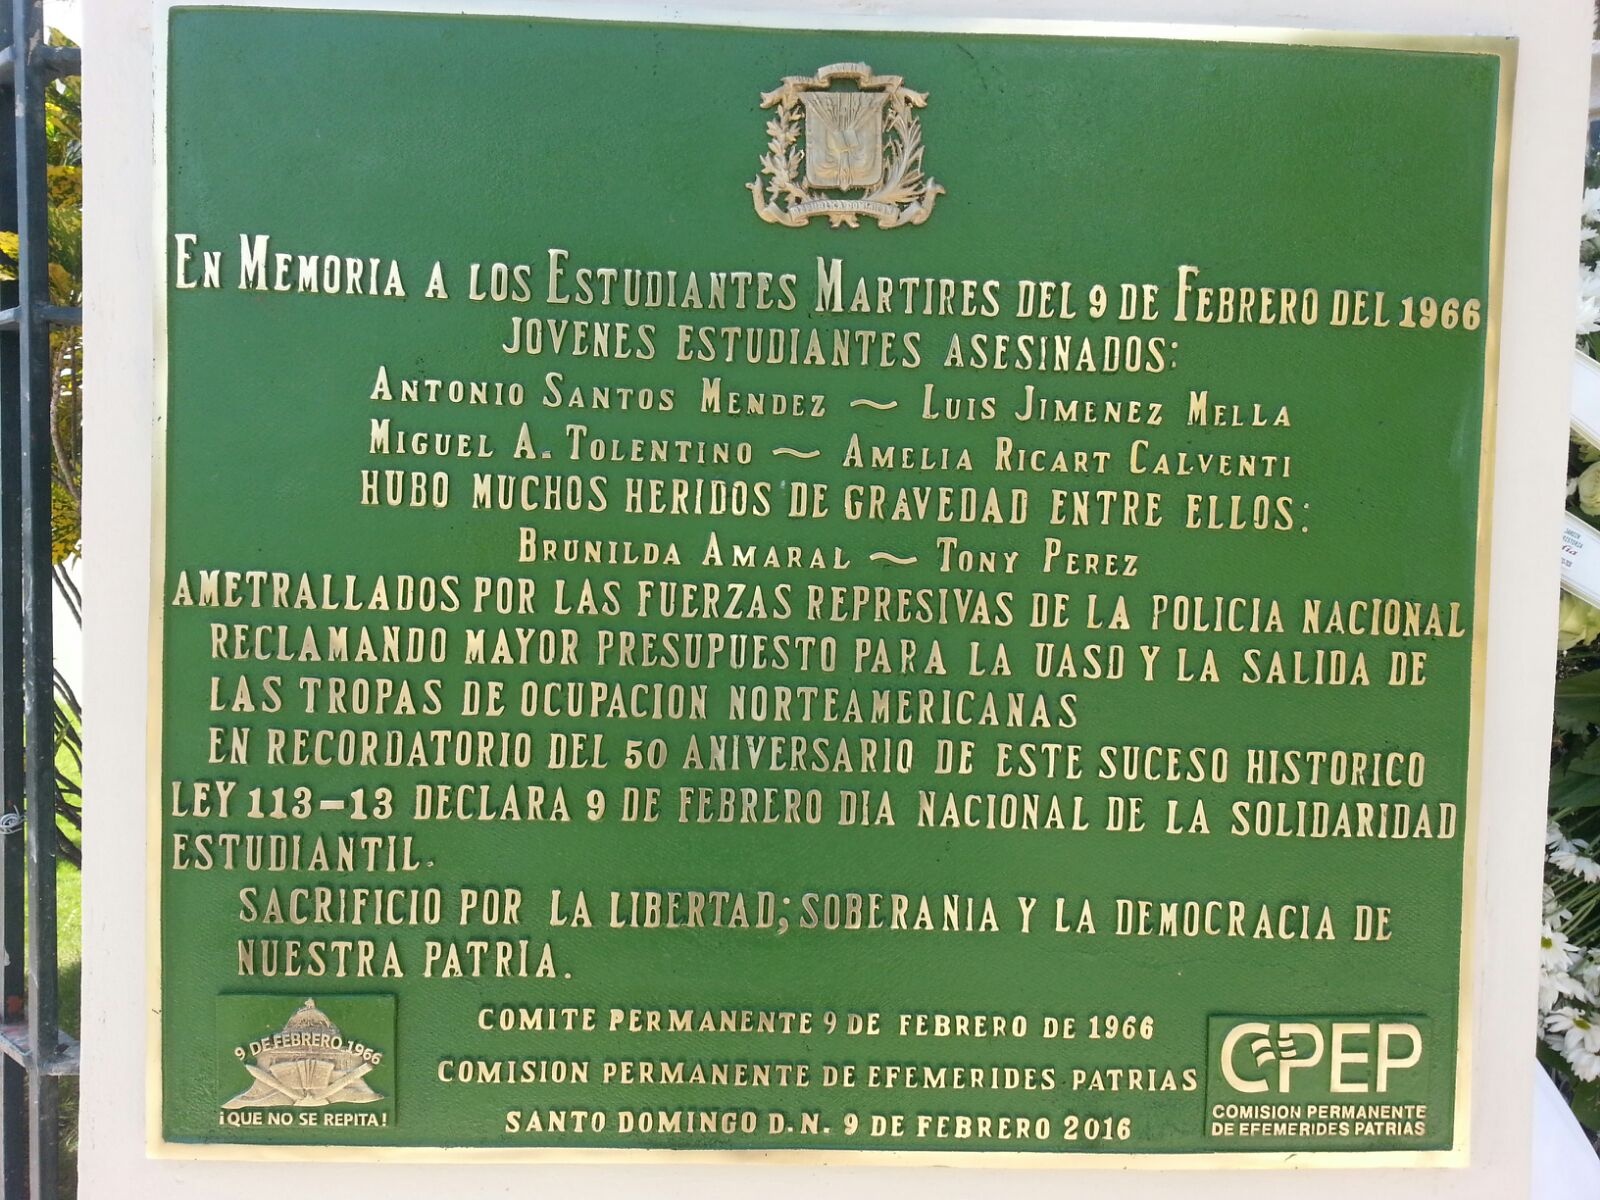 EN MEMORIA A LOS ESTUDIANTES MARTIRES DEL 9 DE FEBRERO DEL 1966
JOVENES ESTUDIANTES ASESINADOS:
ANTONIO SANTOS MENDEZ ~ LUIS JIMENEZ MELLA
MIGUEL A. TOLENTINO ~ AMELIA RICART CALVENTI
HUBO MUCHOS HERIDOS DE GRAVEDAD ENTRE ELLOS:
BRUNILDA AMARAL ~ TONY PEREZ
AMETRALLADOS POR LAS FUERZAS REPRESIVAS DE LA POLICIA NACIONAL
RECLAMANDO MAYOR PRESUPUESTO PARA LA UASD Y LA SALIDA DE
LAS TROPAS DE OCUPACION NORTEAMERICANAS
EN RECORDATORIO DEL 50 ANIVERSARIO DE ESTE SUCESO HISTORICO
LEY 113-13 DECLARA 9 DE FEBRERO DIA NACIONAL DE LA SOLIDARIDAD
ESTUDIANTIL.
SACRIFICIO POR LA LIBERTAD; SOBERANIA Y LA DEMOCRACIA DE
NUESTRA PATRIA.
9 DE FEBRERO 1966
¡QUE NO SE REPITA!
COMITE PERMANENTE 9 DE FEBRERO DE 1966
COMISION PERMANENTE DE EFEMERIDES PATRIAS
SANTO DOMINGO D.N. 9 DE FEBRERO 2016
CPEP
COMISION PERMANENTE
DE EFEMERIDES PATRIAS